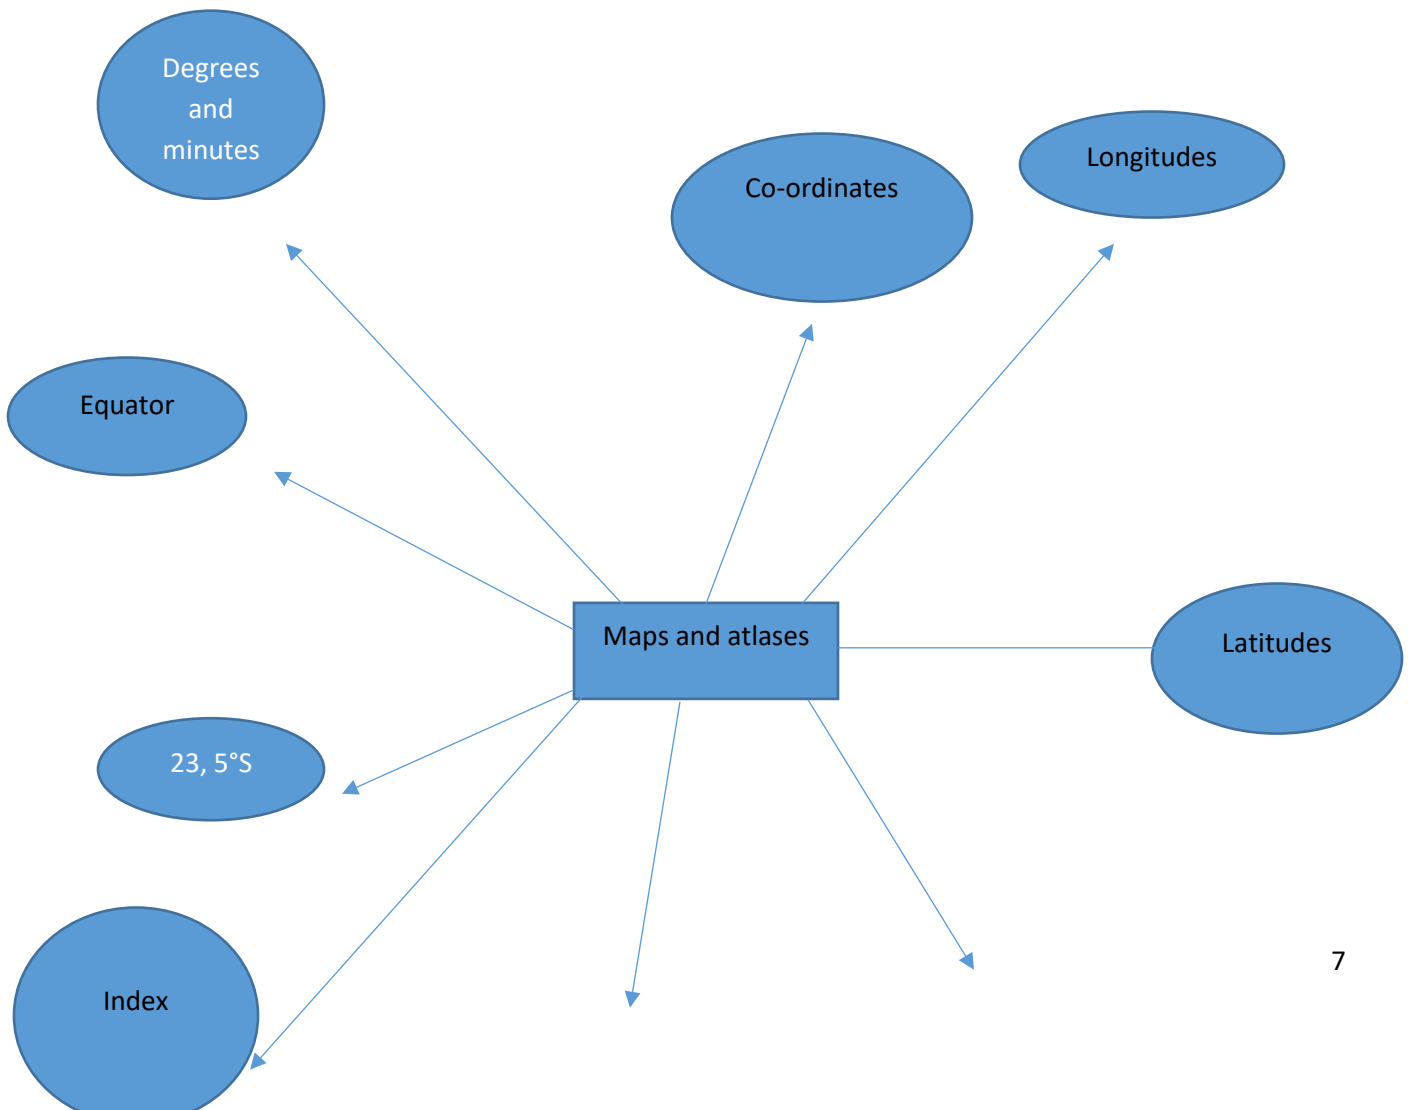 Degrees
and
minutes
Co-ordinates
Longitudes
Equator
Maps and atlases
Latitudes
23, 5°S
Index
7